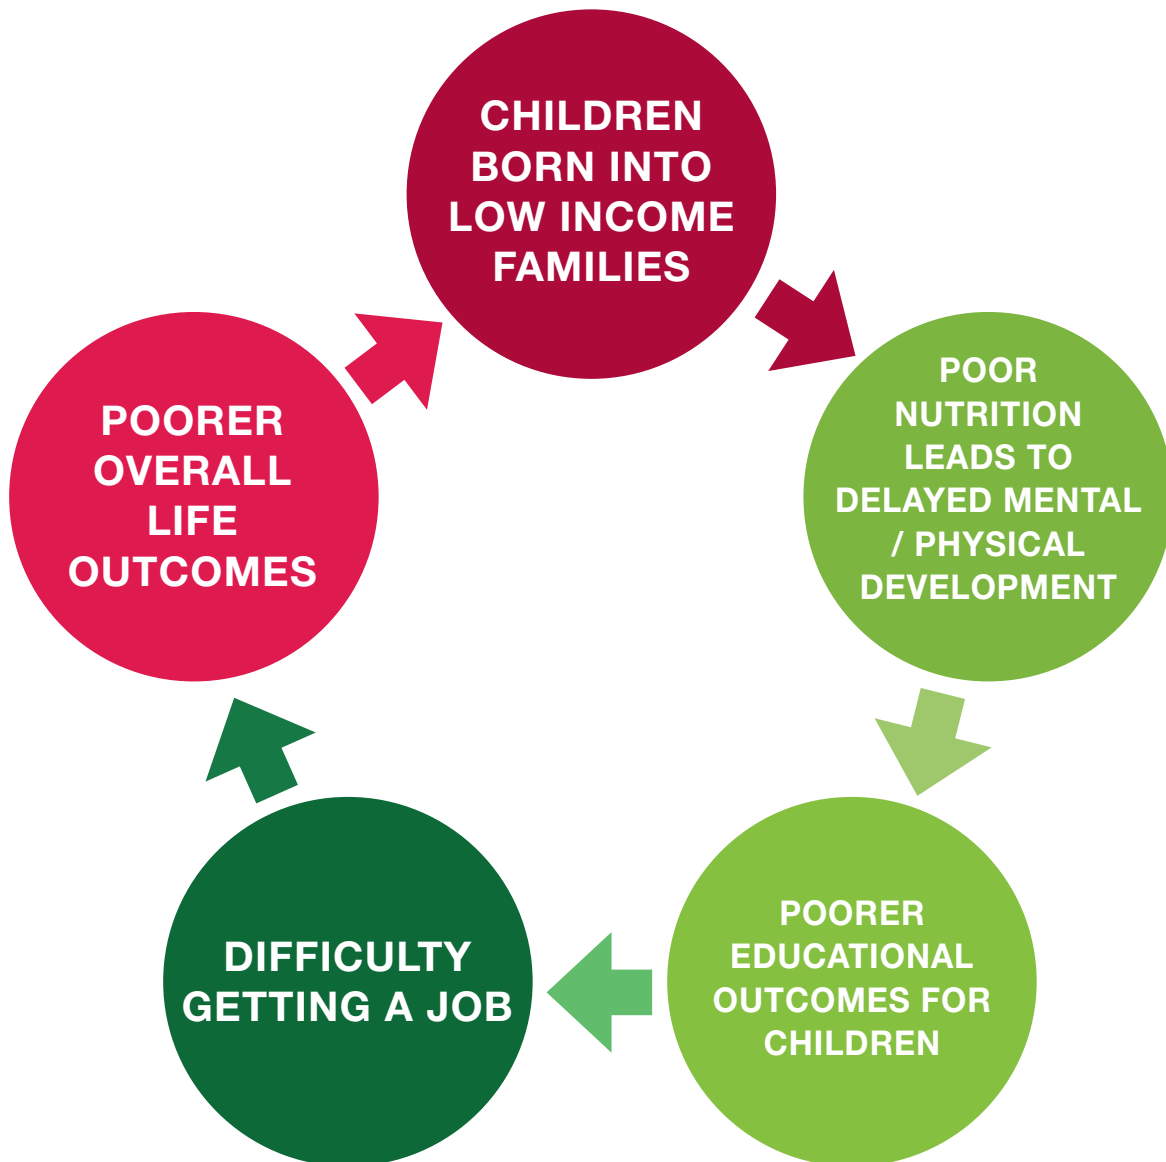 CHILDREN
BORN INTO
LOW INCOME
FAMILIES
POOR
NUTRITION
LEADS TO
DELAYED MENTAL
/ PHYSICAL
DEVELOPMENT
POORER
EDUCATIONAL
OUTCOMES FOR
CHILDREN
DIFFICULTY
GETTING A JOB
POORER
OVERALL
LIFE
OUTCOMES